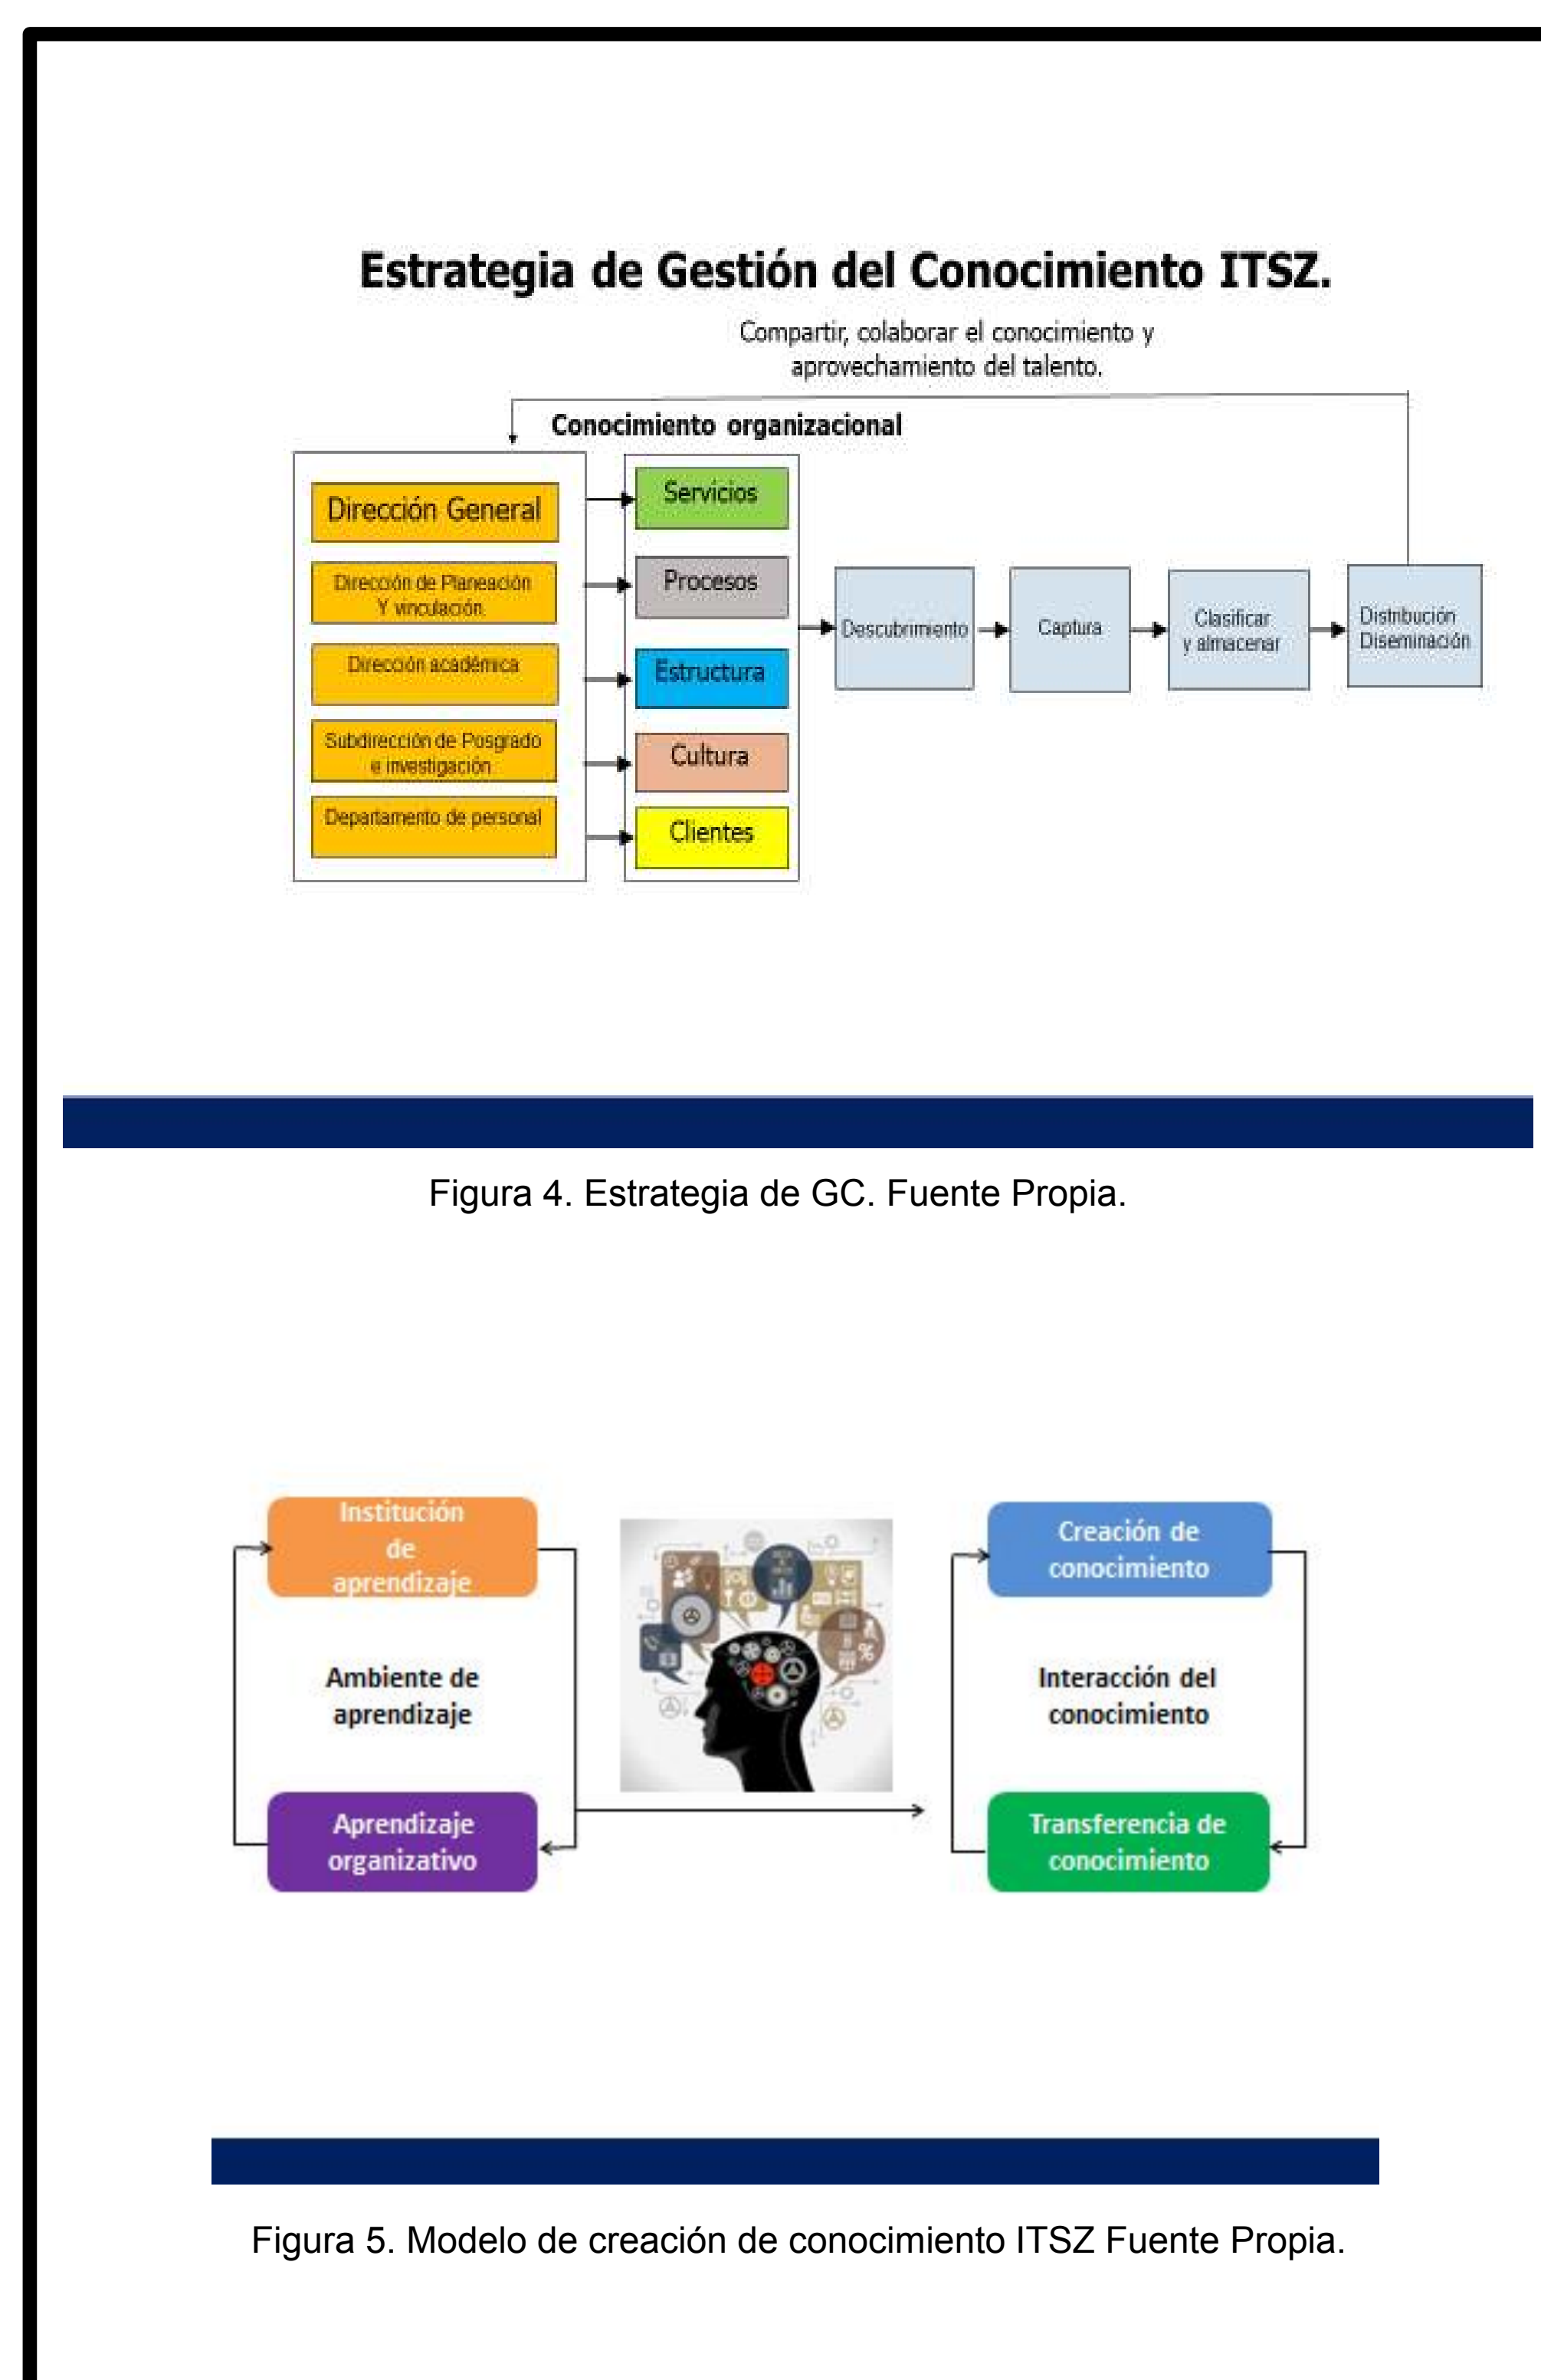 Estrategia de Gestión del Conocimiento ITSZ.
Compartir, colaborar el conocimiento y
aprovechamiento del talento.
Conocimiento organizacional
Dirección General
Dirección de Planeación
Y vinculación
Dirección académica
Subdirección de Posgrado
e investigación
Departamento de personal
Servicios
Procesos
Estructura
Cultura
Clientes
Descubrimiento
Captura
Clasificar
y almacenar
Distribución
Diseminación
Figura 4. Estrategia de GC. Fuente Propia.
Institución
de
aprendizaje
Ambiente de
aprendizaje
Aprendizaje
organizativo
Creación de
conocimiento
Interacción del
conocimiento
Transferencia de
conocimiento
Figura 5. Modelo de creación de conocimiento ITSZ Fuente Propia.